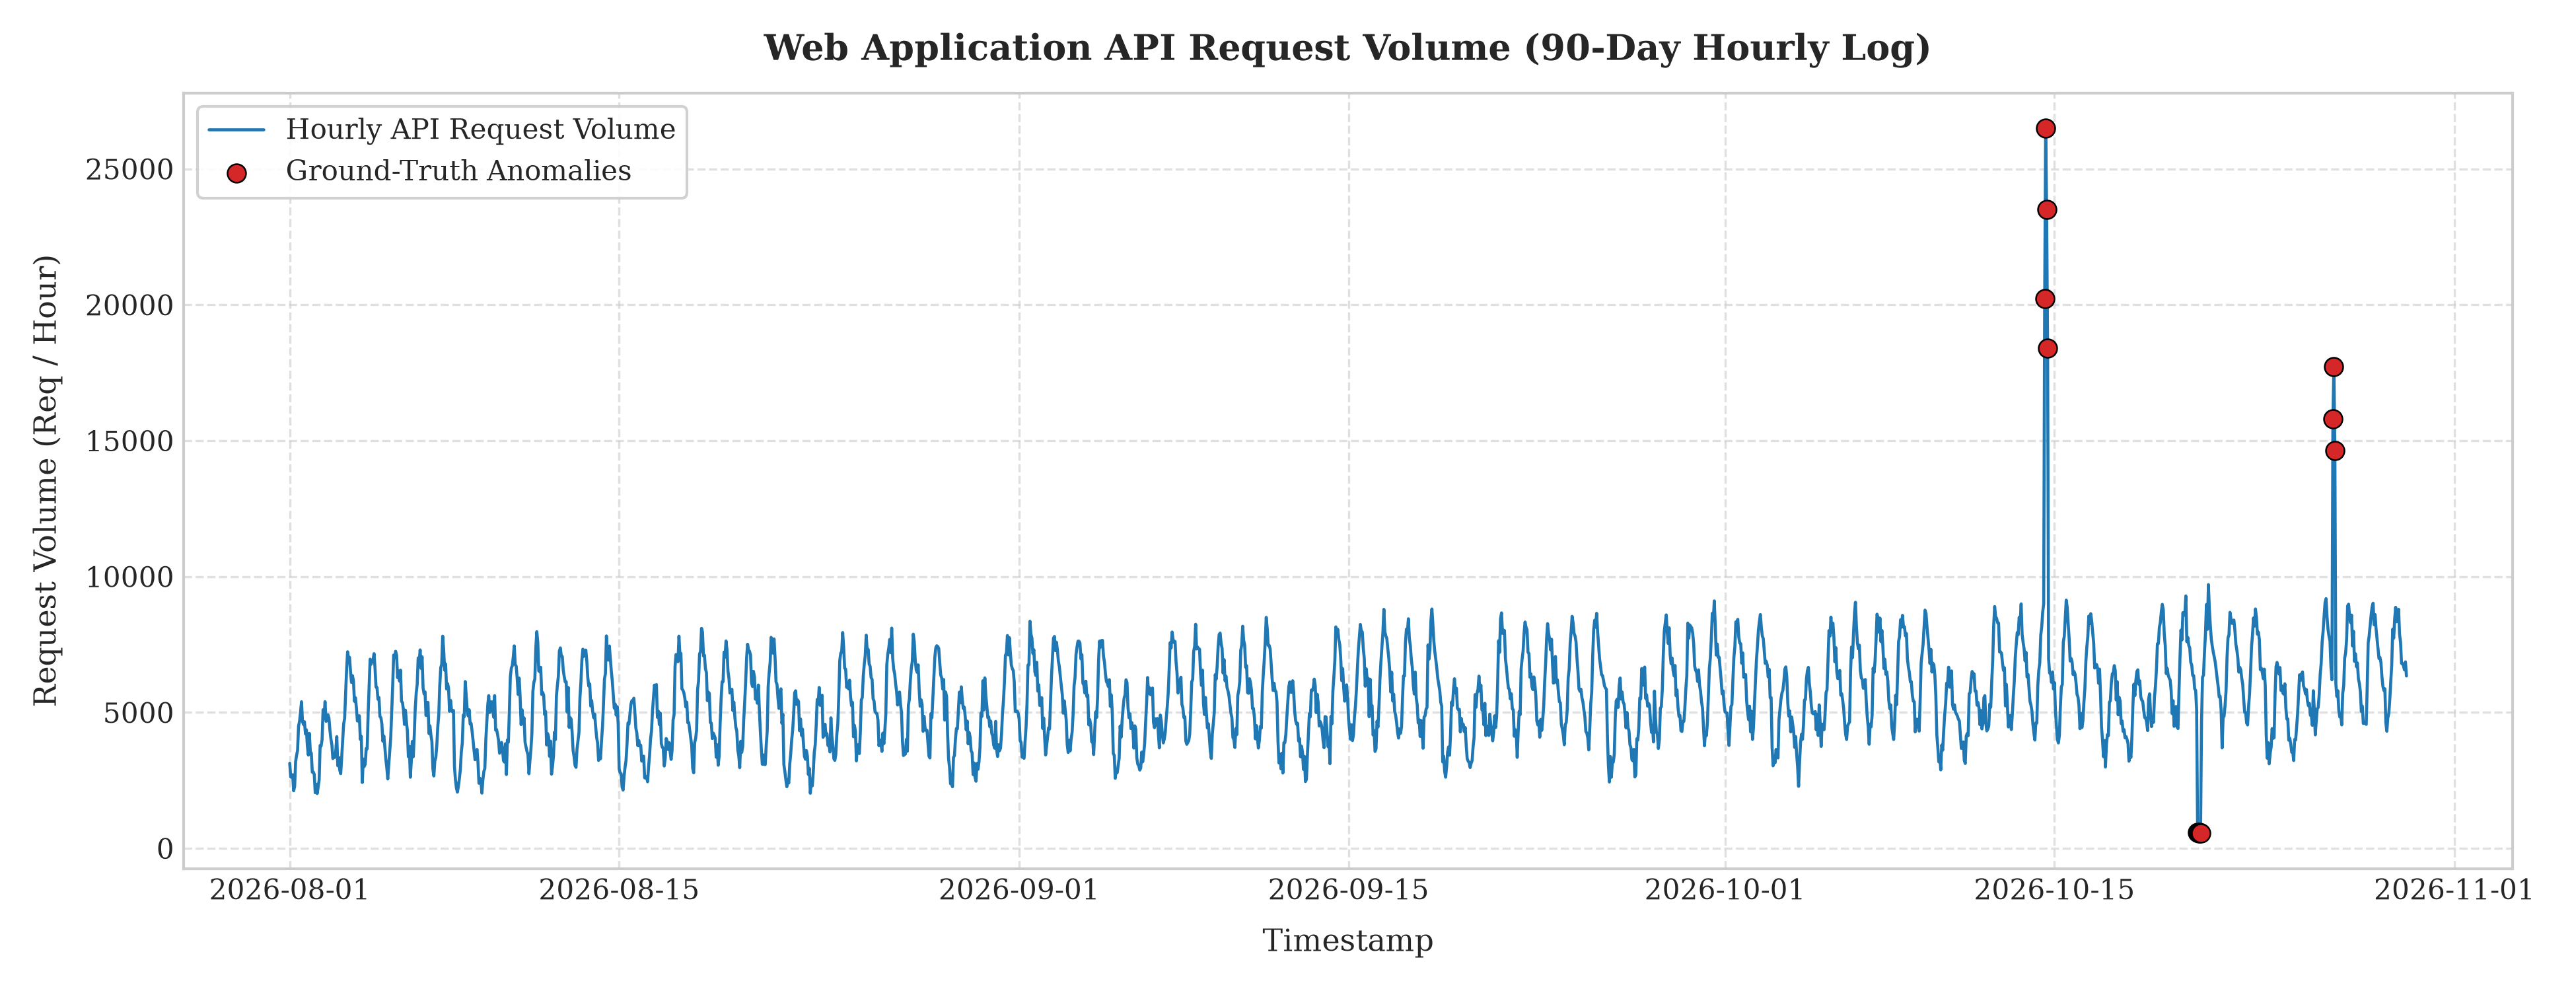 Web Application API Request Volume (90-Day Hourly Log)
Hourly API Request Volume
Ground-Truth Anomalies
Request Volume (Req / Hour)
25000
20000
15000
10000
5000
0
2026-08-01
2026-08-15
2026-09-01
2026-09-15
2026-10-01
2026-10-15
2026-11-01
Timestamp